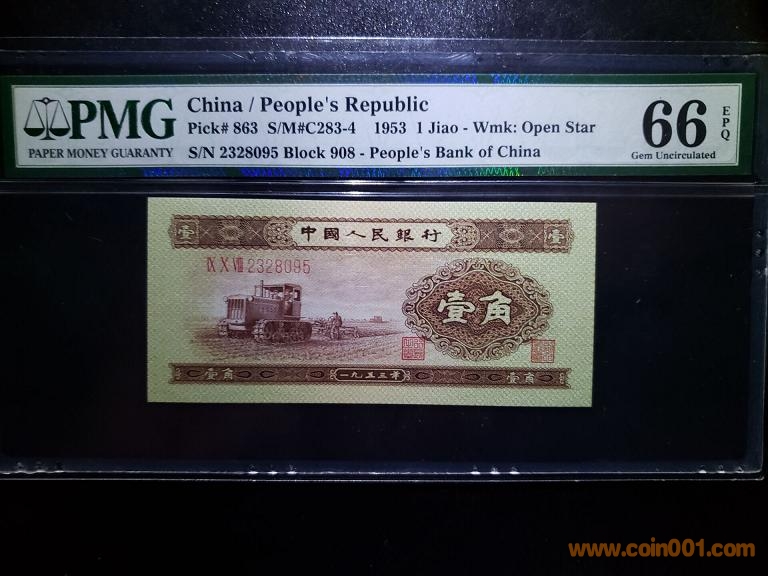 PMG
PAPER MONEY GUARANTY
China / People's Republic
Pick# 863 S/M#C283-4 1953 1 Jiao - Wmk: Open Star
S/N 2328095 Block 908 - People's Bank of China
66 EPQ
Gem Uncirculated
壹 中國人民銀行 壹
IX X VIII 2328095
壹角
壹角 一九五三年 壹角
www.coin001.com